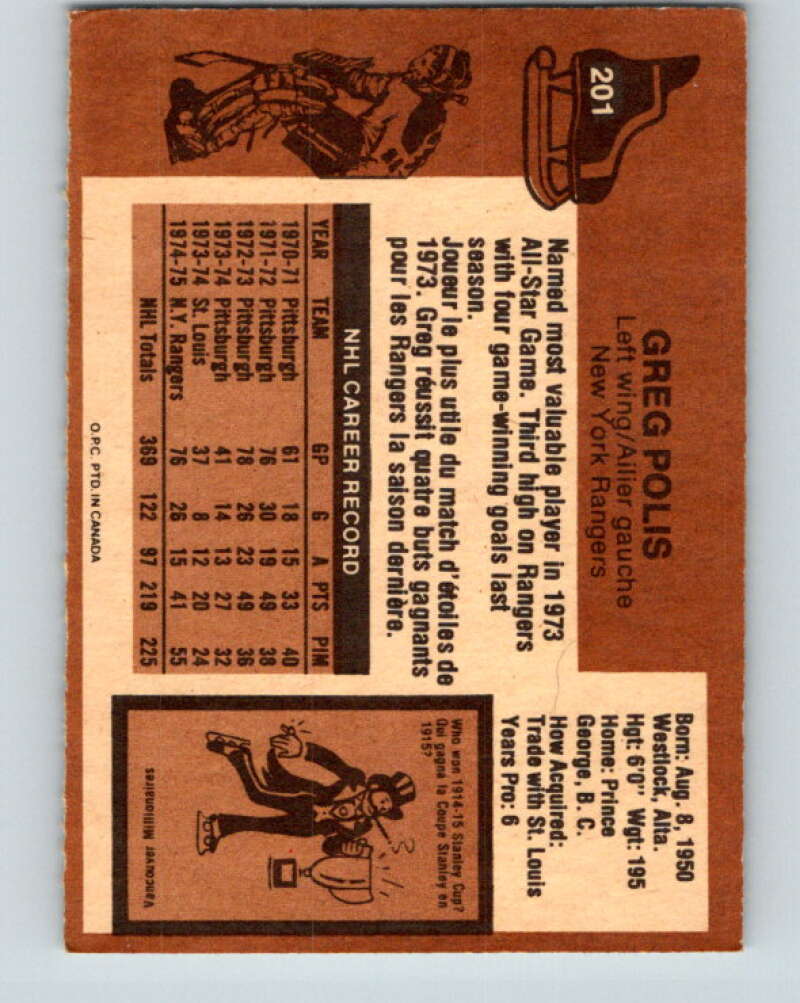 201
GREG POLIS
Left wing/Ailier gauche
New York Rangers
Born: Aug. 8, 1950
Westlock, Alta.
Hgt: 6'0" Wgt: 195
Home: Prince
George, B. C.
How Acquired:
Trade with St. Louis
Years Pro: 6
Named most valuable player in 1973
All-Star Game. Third high on Rangers
with four game-winning goals last
season.
Joueur le plus utile du match d'étoiles de
1973. Greg réussit quatre buts gagnants
pour les Rangers la saison dernière.
NHL CAREER RECORD
YEAR TEAM GP G A PTS PIM
1970-71 Pittsburgh 61 18 15 33 40
1971-72 Pittsburgh 76 30 19 49 38
1972-73 Pittsburgh 78 26 23 49 36
1973-74 Pittsburgh 41 14 13 27 32
1973-74 St. Louis 37 8 12 20 24
1974-75 N.Y. Rangers 76 26 15 41 55
NHL Totals 369 122 97 219 225
Who won 1914-15 Stanley Cup?
Qui gagna la Coupe Stanley en
1915?
Vancouver Millionaires
O.P.C. PTD. IN CANADA